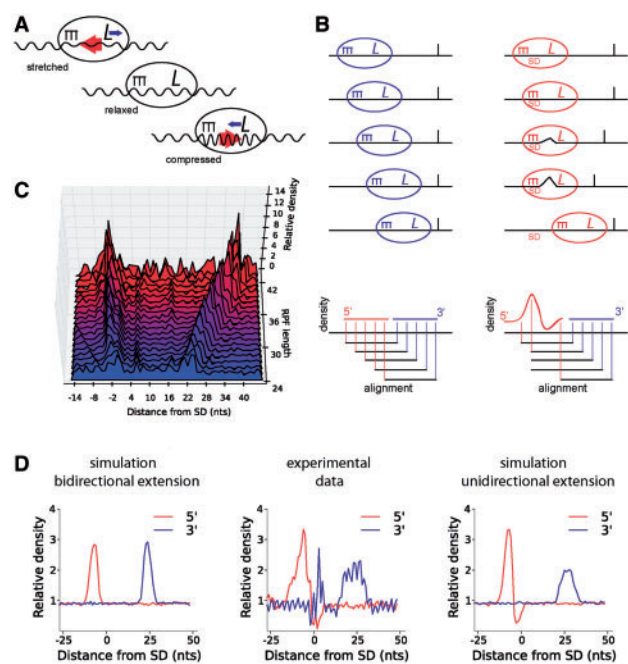 A
m L
stretched
m L
relaxed
m L
compressed
B
m L
m L
m L
m L
m L
m L
SD
m L
SD
m L
SD
m L
SD
SD
m L
density
5'
3'
alignment
density
5'
3'
alignment
C
14
12
10
8
6
4
2
0
Relative density
42
36
30
24
RPF length
-14 -8 -2 4 10 16 22 28 34 40
Distance from SD (nts)
D
simulation
bidirectional extension
4
3
2
1
Relative density
5'
3'
-25 0 25 50
Distance from SD (nts)
experimental
data
4
3
2
1
Relative density
5'
3'
-25 0 25 50
Distance from SD (nts)
simulation
unidirectional extension
4
3
2
1
Relative density
5'
3'
-25 0 25 50
Distance from SD (nts)